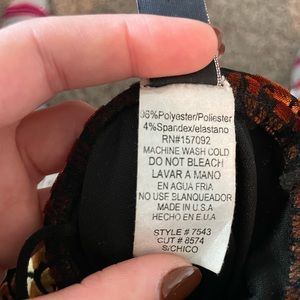 96%Polyester/Poliester
4%Spandex/elastano
RN#157092
MACHINE WASH COLD
DO NOT BLEACH
LAVAR A MANO
EN AGUA FRIA
NO USE BLANQUEADOR
MADE IN U.S.A
HECHO EN E.U.A
STYLE # 7543
CUT # 8574
S/CHICO